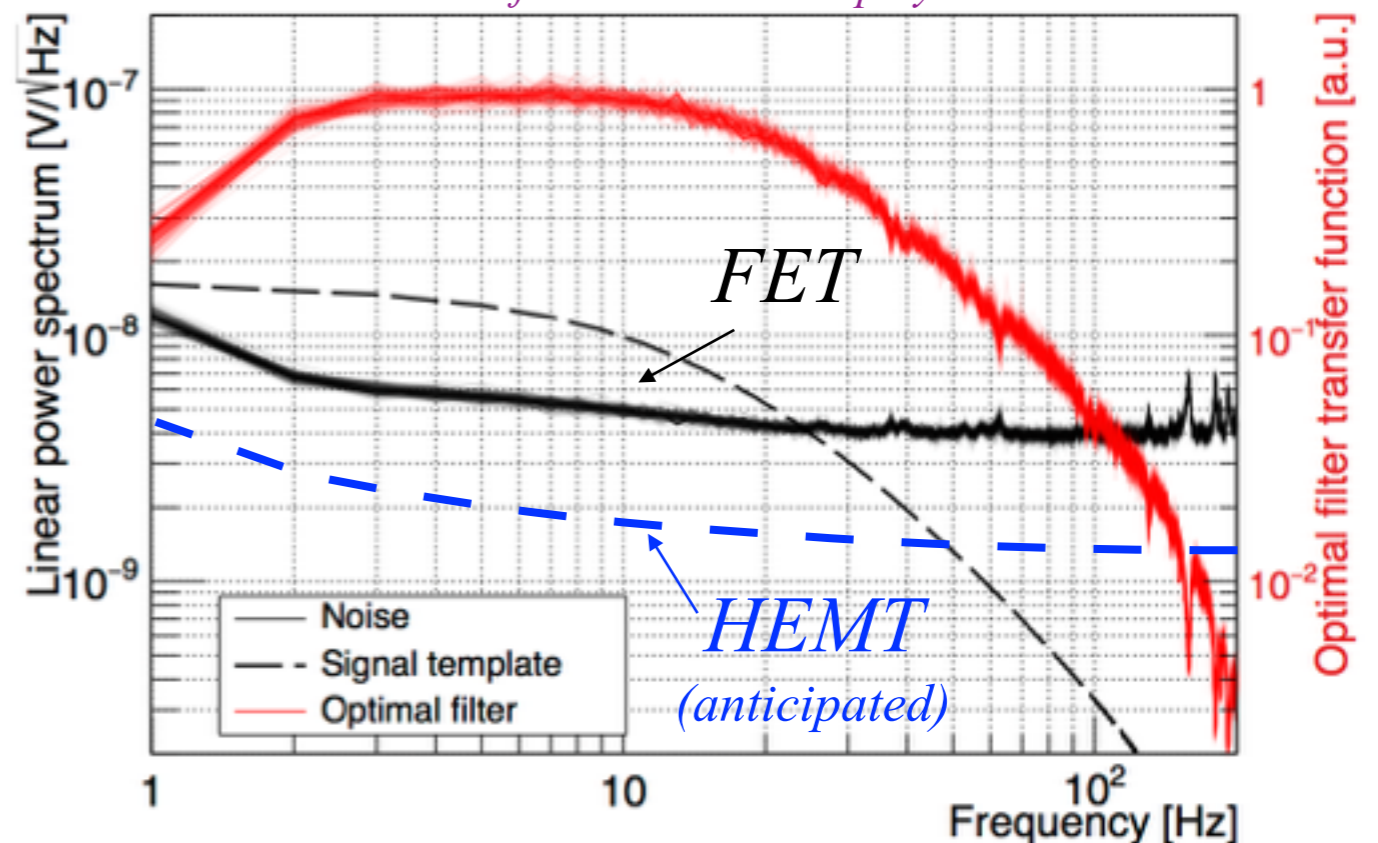 Linear power spectrum [V/√Hz]
10⁻⁷
10⁻⁸
10⁻⁹
FET
HEMT
(anticipated)
Noise
Signal template
Optimal filter
1
10
10²
Frequency [Hz]
1
10⁻¹
10⁻²
Optimal filter transfer function [a.u.]